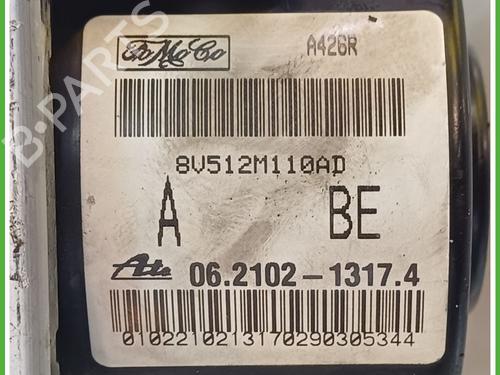 FoMoCo
A426R
8V512M110AD
A BE
Ate 06.2102-1317.4
0102210213170290305344
B-PARTS